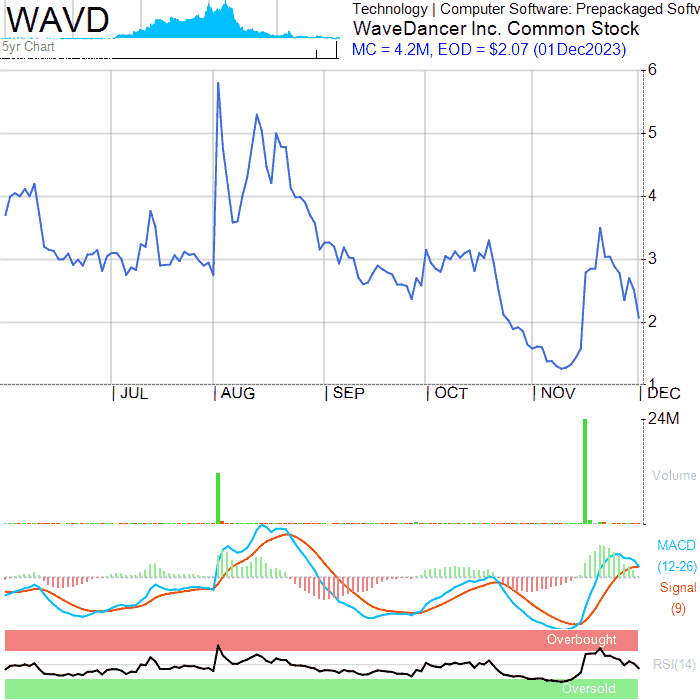 WAVD
5yr Chart
Technology | Computer Software: Prepackaged Softw
WaveDancer Inc. Common Stock
MC = 4.2M, EOD = $2.07 (01Dec2023)
6
5
4
3
2
1
JUL AUG SEP OCT NOV DEC
24M
Volume
MACD
(12-26)
Signal
(9)
Overbought
RSI(14)
Oversold